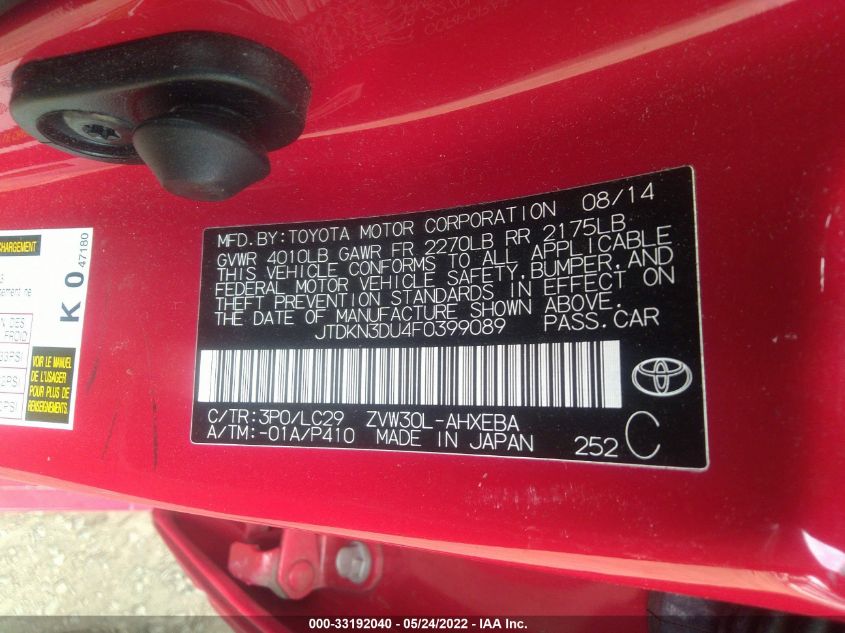 MFD. BY: TOYOTA MOTOR CORPORATION 08/14
GVWR 4010LB GAWR FR 2270LB RR 2175LB
THIS VEHICLE CONFORMS TO ALL APPLICABLE
FEDERAL MOTOR VEHICLE SAFETY, BUMPER, AND
THEFT PREVENTION STANDARDS IN EFFECT ON
THE DATE OF MANUFACTURE SHOWN ABOVE.
JTDKN3DU4F0399089 PASS. CAR
C/TR: 3P0/LC29 ZVW30L-AHXEBA
A/TM: -01A/P410 MADE IN JAPAN 252 C
CHARGEMENT
K 0 47180
VOIR LE MANUEL
DE L'USAGER
POUR PLUS DE
RENSEIGNEMENTS
000-33192040 - 05/24/2022 - IAA Inc.